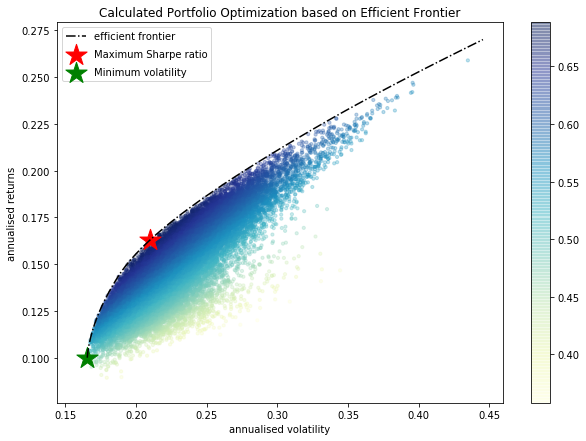 Calculated Portfolio Optimization based on Efficient Frontier
efficient frontier
Maximum Sharpe ratio
Minimum volatility
annualised returns
0.275
0.250
0.225
0.200
0.175
0.150
0.125
0.100
0.15 0.20 0.25 0.30 0.35 0.40 0.45
annualised volatility
0.65
0.60
0.55
0.50
0.45
0.40